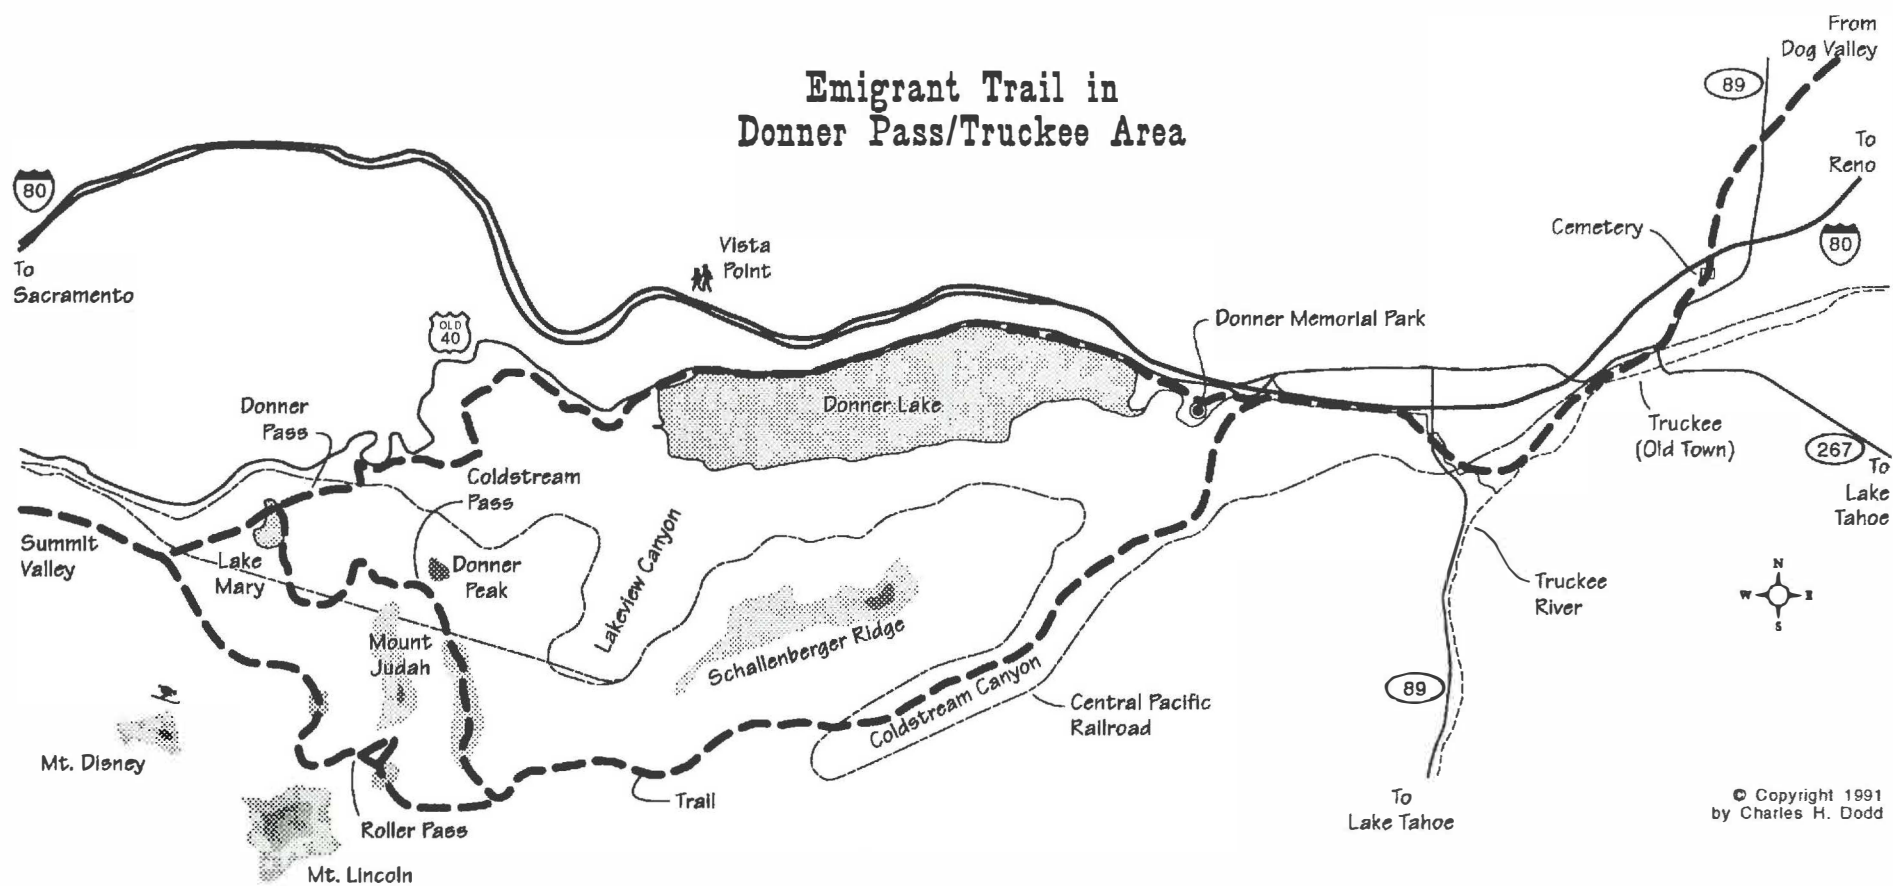 Emigrant Trail in
Donner Pass/Truckee Area
From
Dog Valley
89
To
Reno
80
Cemetery
80
To
Sacramento
Vista
Point
OLD
40
Donner Memorial Park
Donner
Pass
Donner Lake
Truckee
(Old Town)
267
To
Lake
Tahoe
Coldstream
Pass
Summit
Valley
Lake
Mary
Donner
Peak
Lakeview Canyon
Truckee
River
N
W
E
S
Mount
Judah
Schallenberger Ridge
Coldstream Canyon
Central Pacific
Railroad
89
Mt. Disney
Trail
Roller Pass
Mt. Lincoln
To
Lake Tahoe
© Copyright 1991
by Charles H. Dodd